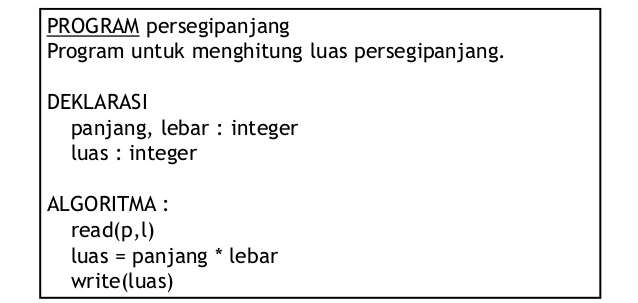 PROGRAM persegipanjang
Program untuk menghitung luas persegipanjang.
DEKLARASI
panjang, lebar : integer
luas : integer
ALGORITMA :
read(p,l)
luas = panjang * lebar
write(luas)